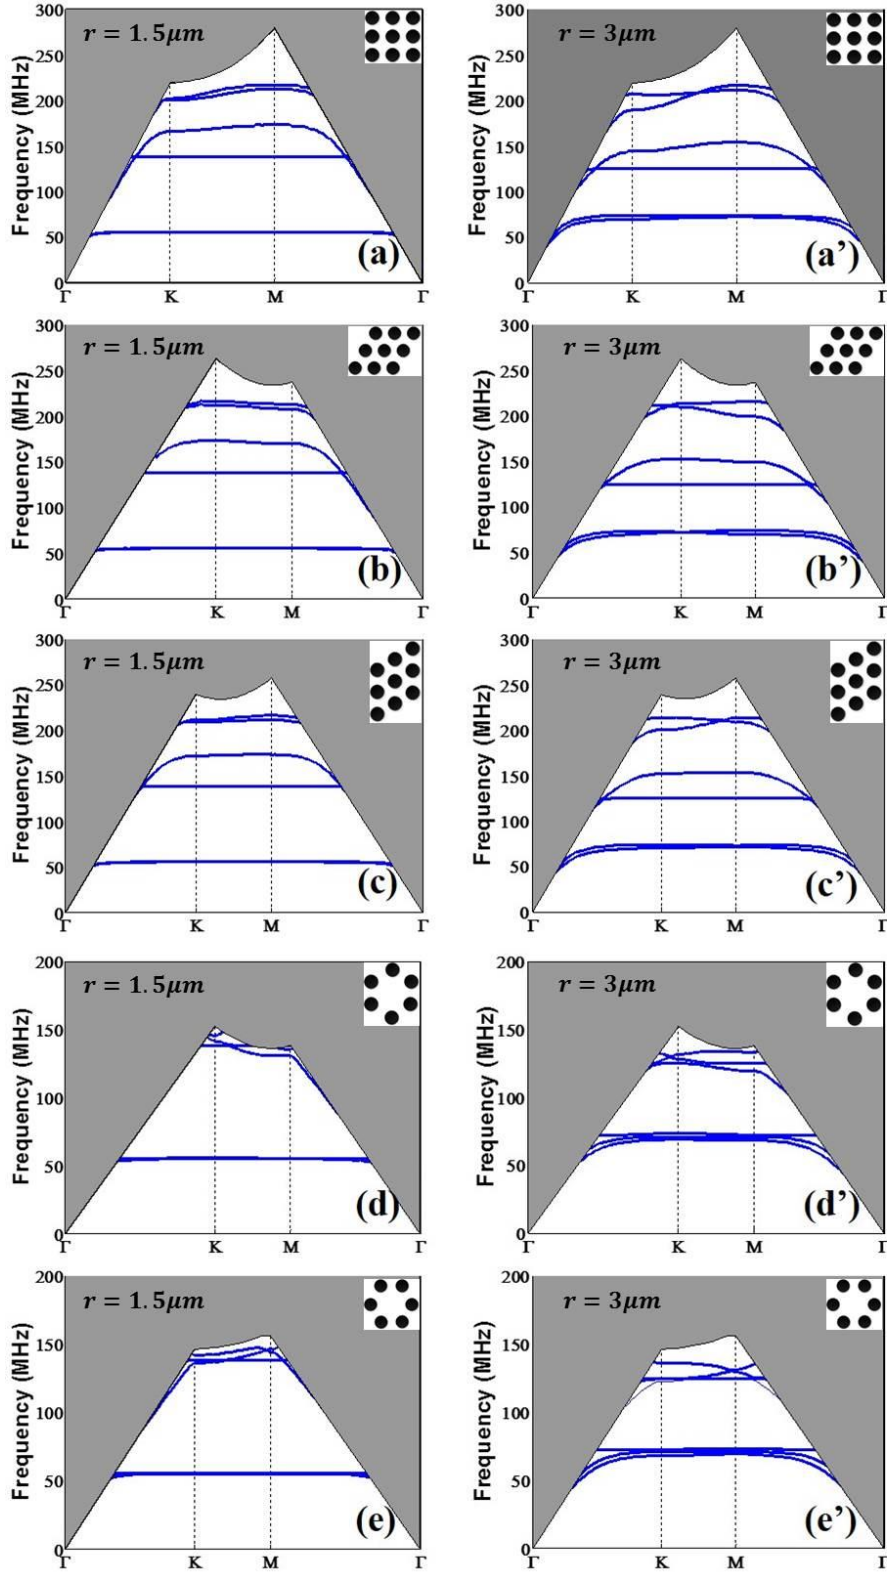 Frequency (MHz)
300
250
200
150
100
50
0
r = 1.5μm
(a)
Γ K M Γ
Frequency (MHz)
300
250
200
150
100
50
0
r = 3μm
(a')
Γ K M Γ
Frequency (MHz)
300
250
200
150
100
50
0
r = 1.5μm
(b)
Γ K M Γ
Frequency (MHz)
300
250
200
150
100
50
0
r = 3μm
(b')
Γ K M Γ
Frequency (MHz)
300
250
200
150
100
50
0
r = 1.5μm
(c)
Γ K M Γ
Frequency (MHz)
300
250
200
150
100
50
0
r = 3μm
(c')
Γ K M Γ
Frequency (MHz)
200
150
100
50
0
r = 1.5μm
(d)
Γ K M Γ
Frequency (MHz)
200
150
100
50
0
r = 3μm
(d')
Γ K M Γ
Frequency (MHz)
200
150
100
50
0
r = 1.5μm
(e)
Γ K M Γ
Frequency (MHz)
200
150
100
50
0
r = 3μm
(e')
Γ K M Γ